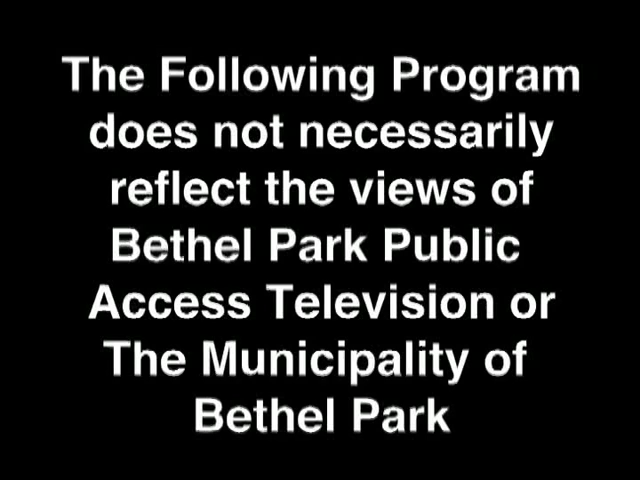 The Following Program
does not necessarily
reflect the views of
Bethel Park Public
Access Television or
The Municipality of
Bethel Park